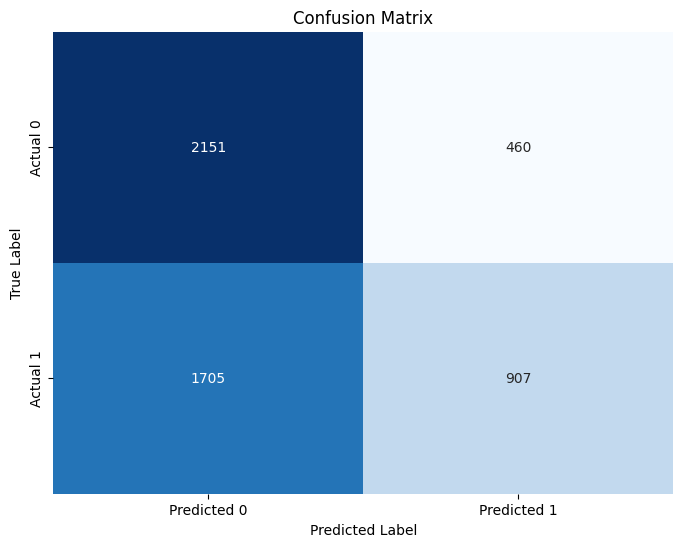 Confusion Matrix
True Label
Actual 0
2151
460
Actual 1
1705
907
Predicted 0
Predicted 1
Predicted Label